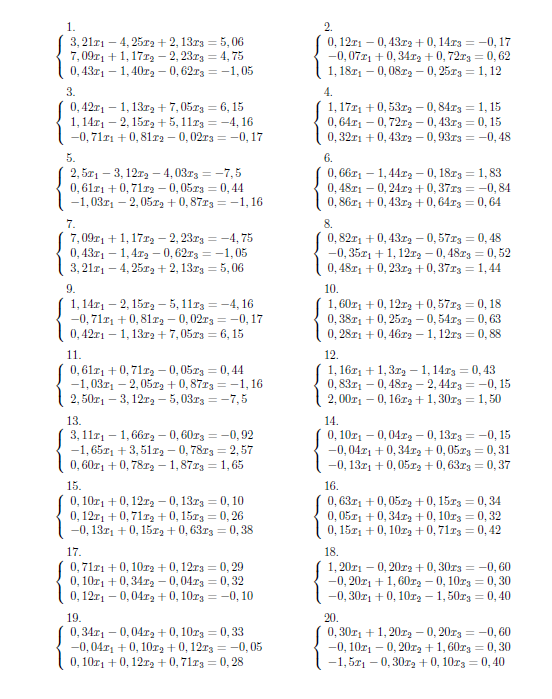 1.
3,21x₁ − 4,25x₂ + 2,13x₃ = 5,06
7,09x₁ + 1,17x₂ − 2,23x₃ = 4,75
0,43x₁ − 1,40x₂ − 0,62x₃ = −1,05
2.
0,12x₁ − 0,43x₂ + 0,14x₃ = −0,17
−0,07x₁ + 0,34x₂ + 0,72x₃ = 0,62
1,18x₁ − 0,08x₂ − 0,25x₃ = 1,12
3.
0,42x₁ − 1,13x₂ + 7,05x₃ = 6,15
1,14x₁ − 2,15x₂ + 5,11x₃ = −4,16
−0,71x₁ + 0,81x₂ − 0,02x₃ = −0,17
4.
1,17x₁ + 0,53x₂ − 0,84x₃ = 1,15
0,64x₁ − 0,72x₂ − 0,43x₃ = 0,15
0,32x₁ + 0,43x₂ − 0,93x₃ = −0,48
5.
2,5x₁ − 3,12x₂ − 4,03x₃ = −7,5
0,61x₁ + 0,71x₂ − 0,05x₃ = 0,44
−1,03x₁ − 2,05x₂ + 0,87x₃ = −1,16
6.
0,66x₁ − 1,44x₂ − 0,18x₃ = 1,83
0,48x₁ − 0,24x₂ + 0,37x₃ = −0,84
0,86x₁ + 0,43x₂ + 0,64x₃ = 0,64
7.
7,09x₁ + 1,17x₂ − 2,23x₃ = −4,75
0,43x₁ − 1,4x₂ − 0,62x₃ = −1,05
3,21x₁ − 4,25x₂ + 2,13x₃ = 5,06
8.
0,82x₁ + 0,43x₂ − 0,57x₃ = 0,48
−0,35x₁ + 1,12x₂ − 0,48x₃ = 0,52
0,48x₁ + 0,23x₂ + 0,37x₃ = 1,44
9.
1,14x₁ − 2,15x₂ − 5,11x₃ = −4,16
−0,71x₁ + 0,81x₂ − 0,02x₃ = −0,17
0,42x₁ − 1,13x₂ + 7,05x₃ = 6,15
10.
1,60x₁ + 0,12x₂ + 0,57x₃ = 0,18
0,38x₁ + 0,25x₂ − 0,54x₃ = 0,63
0,28x₁ + 0,46x₂ − 1,12x₃ = 0,88
11.
0,61x₁ + 0,71x₂ − 0,05x₃ = 0,44
−1,03x₁ − 2,05x₂ + 0,87x₃ = −1,16
2,50x₁ − 3,12x₂ − 5,03x₃ = −7,5
12.
1,16x₁ + 1,3x₂ − 1,14x₃ = 0,43
0,83x₁ − 0,48x₂ − 2,44x₃ = −0,15
2,00x₁ − 0,16x₂ + 1,30x₃ = 1,50
13.
3,11x₁ − 1,66x₂ − 0,60x₃ = −0,92
−1,65x₁ + 3,51x₂ − 0,78x₃ = 2,57
0,60x₁ + 0,78x₂ − 1,87x₃ = 1,65
14.
0,10x₁ − 0,04x₂ − 0,13x₃ = −0,15
−0,04x₁ + 0,34x₂ + 0,05x₃ = 0,31
−0,13x₁ + 0,05x₂ + 0,63x₃ = 0,37
15.
0,10x₁ + 0,12x₂ − 0,13x₃ = 0,10
0,12x₁ + 0,71x₂ + 0,15x₃ = 0,26
−0,13x₁ + 0,15x₂ + 0,63x₃ = 0,38
16.
0,63x₁ + 0,05x₂ + 0,15x₃ = 0,34
0,05x₁ + 0,34x₂ + 0,10x₃ = 0,32
0,15x₁ + 0,10x₂ + 0,71x₃ = 0,42
17.
0,71x₁ + 0,10x₂ + 0,12x₃ = 0,29
0,10x₁ + 0,34x₂ − 0,04x₃ = 0,32
0,12x₁ − 0,04x₂ + 0,10x₃ = −0,10
18.
1,20x₁ − 0,20x₂ + 0,30x₃ = −0,60
−0,20x₁ + 1,60x₂ − 0,10x₃ = 0,30
−0,30x₁ + 0,10x₂ − 1,50x₃ = 0,40
19.
0,34x₁ − 0,04x₂ + 0,10x₃ = 0,33
−0,04x₁ + 0,10x₂ + 0,12x₃ = −0,05
0,10x₁ + 0,12x₂ + 0,71x₃ = 0,28
20.
0,30x₁ + 1,20x₂ − 0,20x₃ = −0,60
−0,10x₁ − 0,20x₂ + 1,60x₃ = 0,30
−1,5x₁ − 0,30x₂ + 0,10x₃ = 0,40